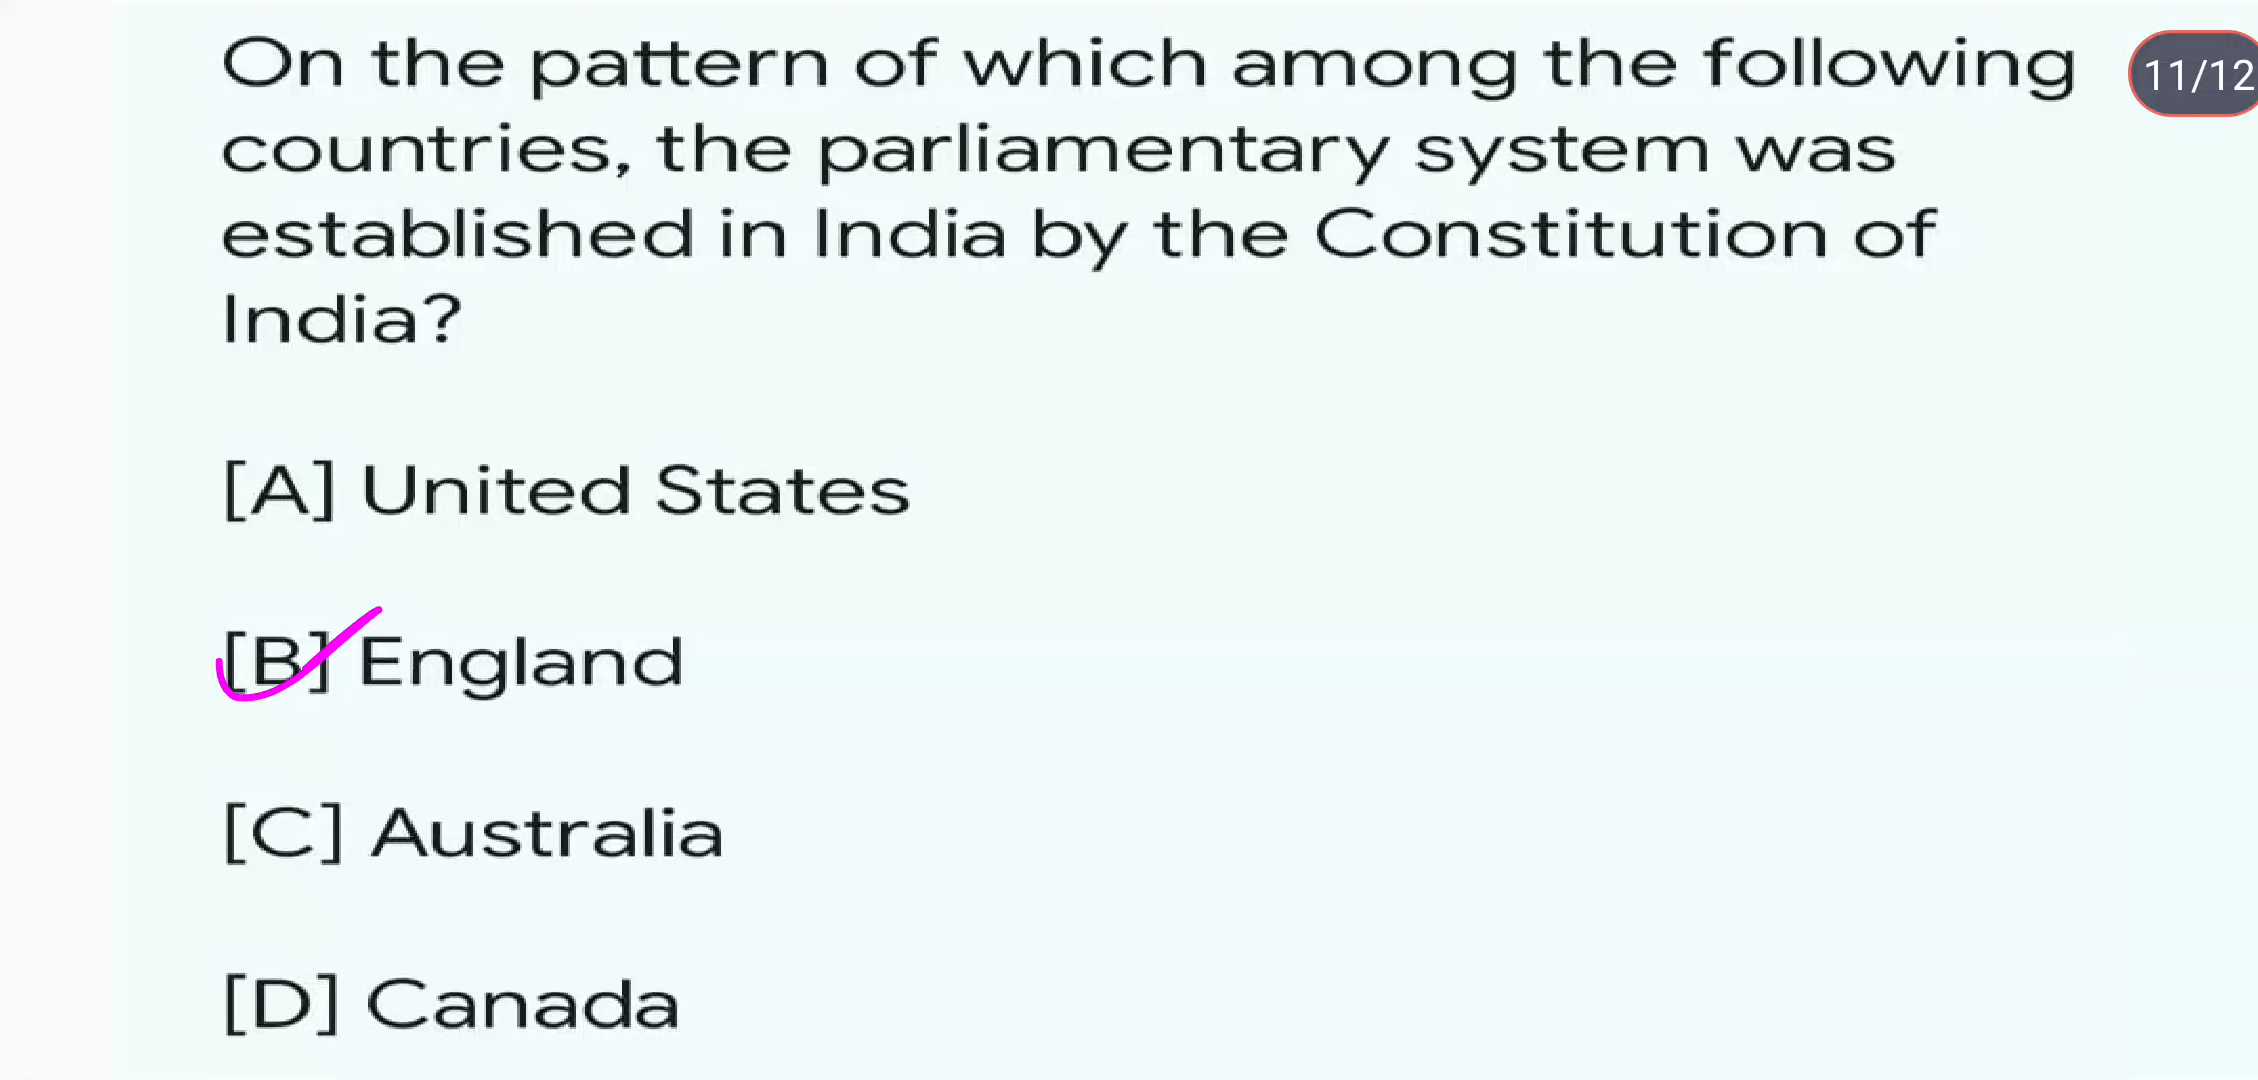 On the pattern of which among the following
11/12
countries, the parliamentary system was
established in India by the Constitution of
India?
[A] United States
[B] England
[C] Australia
[D] Canada